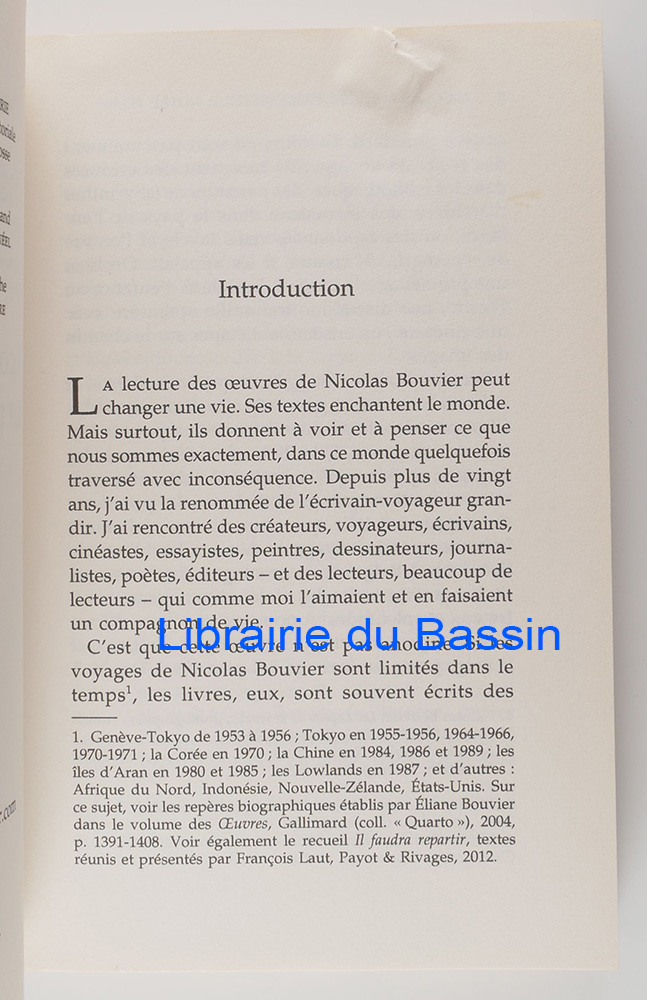 RIE
toriale
osse
and
NÉEL
he
RE
r.com
Introduction
LA lecture des œuvres de Nicolas Bouvier peut
changer une vie. Ses textes enchantent le monde.
Mais surtout, ils donnent à voir et à penser ce que
nous sommes exactement, dans ce monde quelquefois
traversé avec inconséquence. Depuis plus de vingt
ans, j'ai vu la renommée de l'écrivain-voyageur gran-
dir. J'ai rencontré des créateurs, voyageurs, écrivains,
cinéastes, essayistes, peintres, dessinateurs, journa-
listes, poètes, éditeurs – et des lecteurs, beaucoup de
lecteurs – qui comme moi l'aimaient et en faisaient
un compagnon de vie.
Librairie du Bassin
C'est que cette œuvre n'est pas anodine. Si les
voyages de Nicolas Bouvier sont limités dans le
temps1, les livres, eux, sont souvent écrits des
1. Genève-Tokyo de 1953 à 1956 ; Tokyo en 1955-1956, 1964-1966,
1970-1971 ; la Corée en 1970 ; la Chine en 1984, 1986 et 1989 ; les
îles d'Aran en 1980 et 1985 ; les Lowlands en 1987 ; et d'autres :
Afrique du Nord, Indonésie, Nouvelle-Zélande, États-Unis. Sur
ce sujet, voir les repères biographiques établis par Éliane Bouvier
dans le volume des Œuvres, Gallimard (coll. « Quarto »), 2004,
p. 1391-1408. Voir également le recueil Il faudra repartir, textes
réunis et présentés par François Laut, Payot & Rivages, 2012.